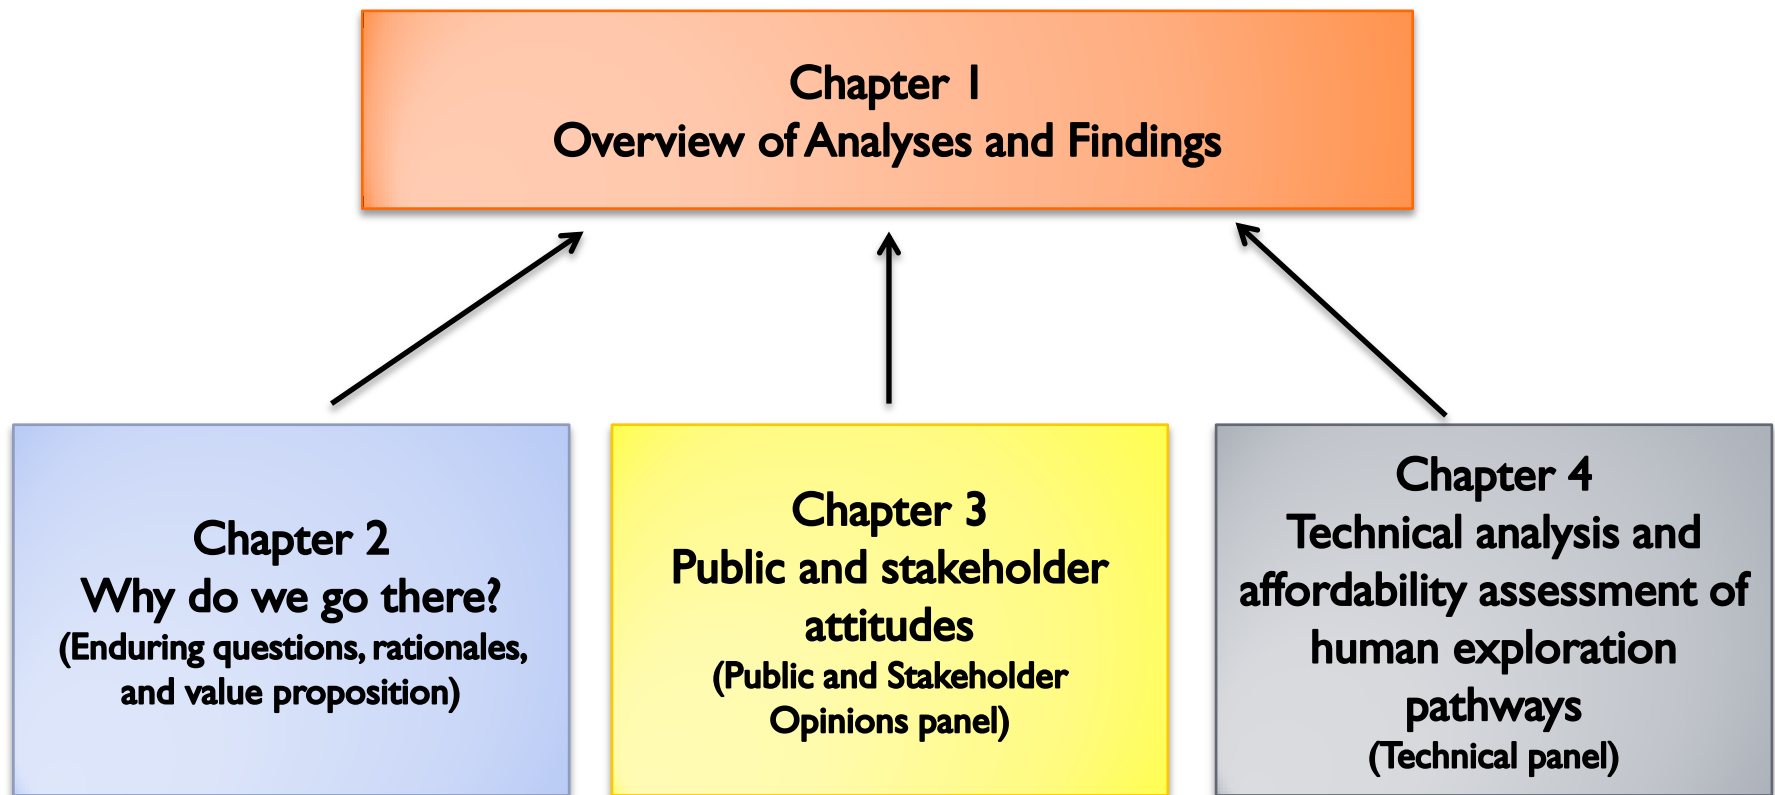 Chapter 1
Overview of Analyses and Findings
Chapter 2
Why do we go there?
(Enduring questions, rationales,
and value proposition)
Chapter 3
Public and stakeholder
attitudes
(Public and Stakeholder
Opinions panel)
Chapter 4
Technical analysis and
affordability assessment of
human exploration
pathways
(Technical panel)